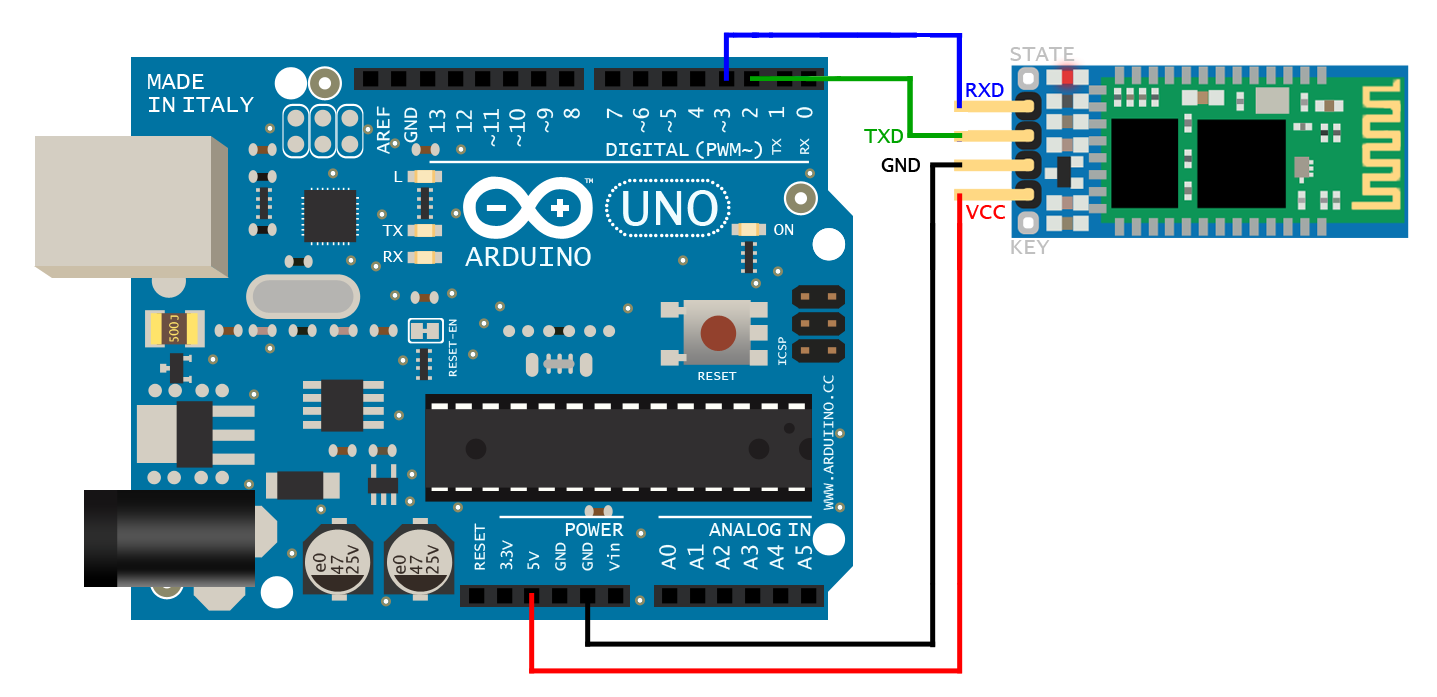 STATE
MADE
IN ITALY
RXD
TXD
GND
VCC
KEY
AREF
GND
13
12
~11
~10
~9
8
7
~6
~5
4
~3
2
1
0
TX
RX
DIGITAL (PWM~)
L
TX
RX
™
UNO
ARDUINO
ON
500J
RESET-EN
RESET
ICSP
WWW.ARDUIINO.CC
POWER
ANALOG IN
RESET
3.3V
5V
GND
GND
Vin
A0
A1
A2
A3
A4
A5
e0
47
25V
e0
47
25V